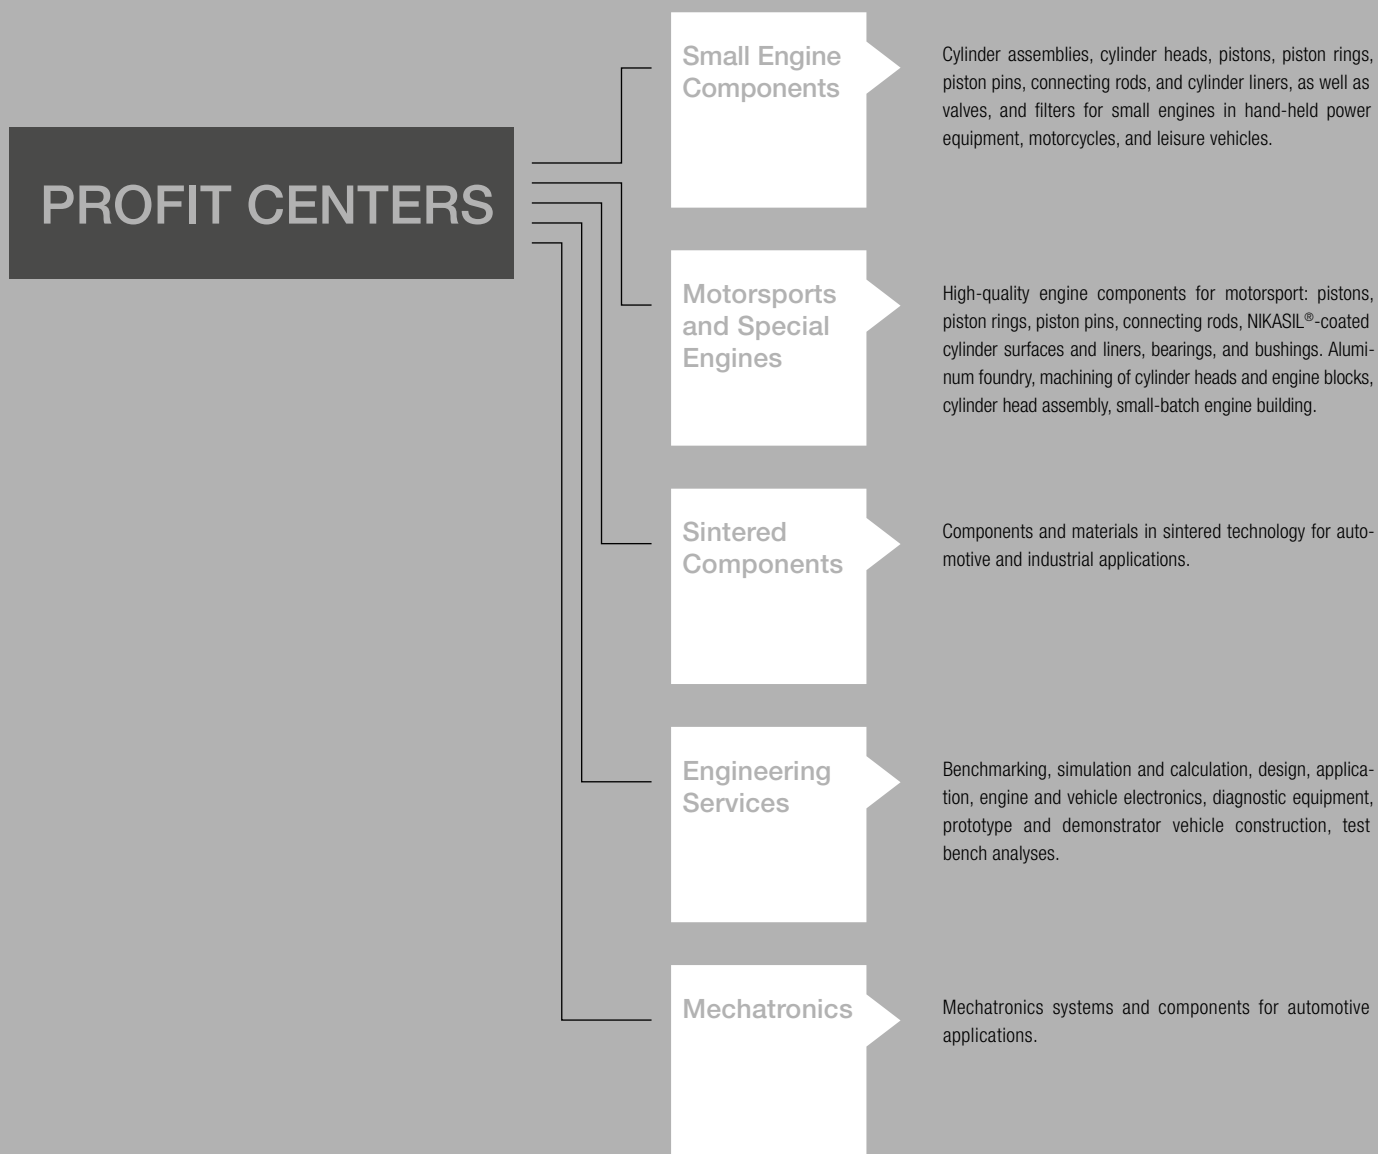 PROFIT CENTERS
Small Engine
Components
Cylinder assemblies, cylinder heads, pistons, piston rings,
piston pins, connecting rods, and cylinder liners, as well as
valves, and filters for small engines in hand-held power
equipment, motorcycles, and leisure vehicles.
Motorsports
and Special
Engines
High-quality engine components for motorsport: pistons,
piston rings, piston pins, connecting rods, NIKASIL®-coated
cylinder surfaces and liners, bearings, and bushings. Alumi-
num foundry, machining of cylinder heads and engine blocks,
cylinder head assembly, small-batch engine building.
Sintered
Components
Components and materials in sintered technology for auto-
motive and industrial applications.
Engineering
Services
Benchmarking, simulation and calculation, design, applica-
tion, engine and vehicle electronics, diagnostic equipment,
prototype and demonstrator vehicle construction, test
bench analyses.
Mechatronics
Mechatronics systems and components for automotive
applications.